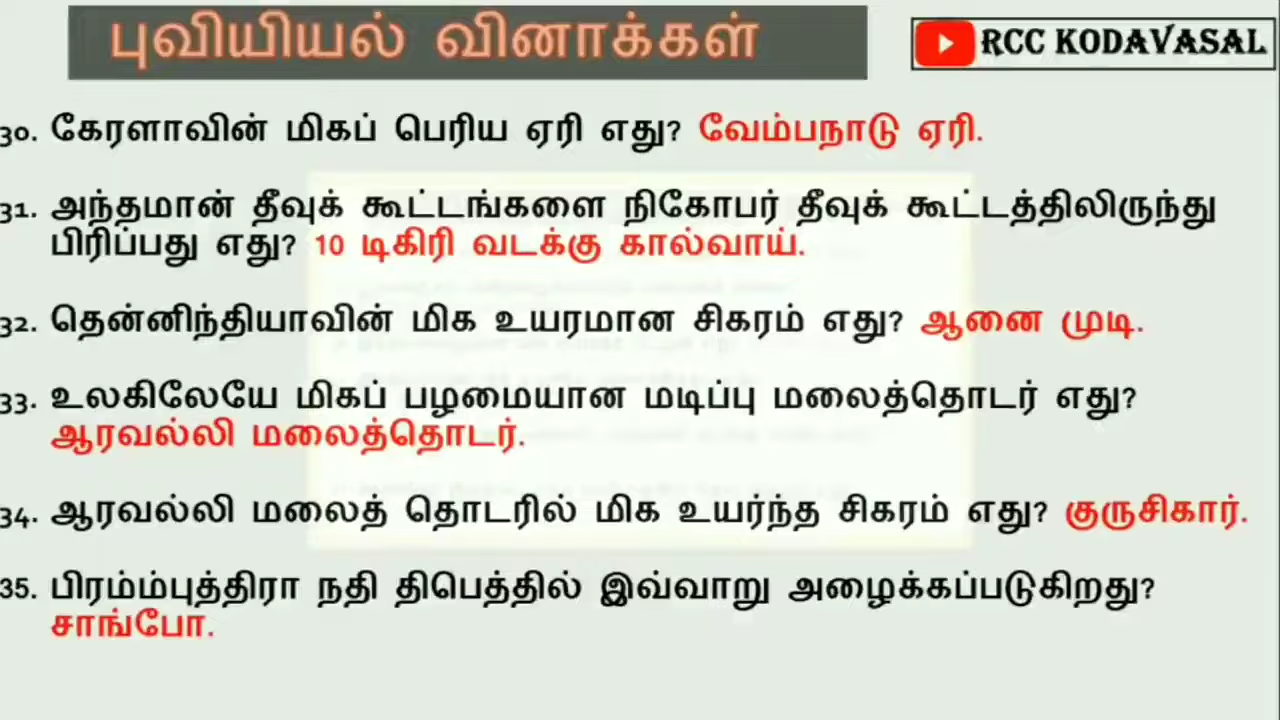 புவியியல் வினாக்கள்
RCC KODAVASAL
30. கேரளாவின் மிகப் பெரிய ஏரி எது? வேம்பநாடு ஏரி.
31. அந்தமான் தீவுக் கூட்டங்களை நிகோபர் தீவுக் கூட்டத்திலிருந்து
பிரிப்பது எது? 10 டிகிரி வடக்கு கால்வாய்.
32. தென்னிந்தியாவின் மிக உயரமான சிகரம் எது? ஆனை முடி.
33. உலகிலேயே மிகப் பழமையான மடிப்பு மலைத்தொடர் எது?
ஆரவல்லி மலைத்தொடர்.
34. ஆரவல்லி மலைத் தொடரில் மிக உயர்ந்த சிகரம் எது? குருசிகார்.
35. பிரம்ம்புத்திரா நதி திபெத்தில் இவ்வாறு அழைக்கப்படுகிறது?
சாங்போ.